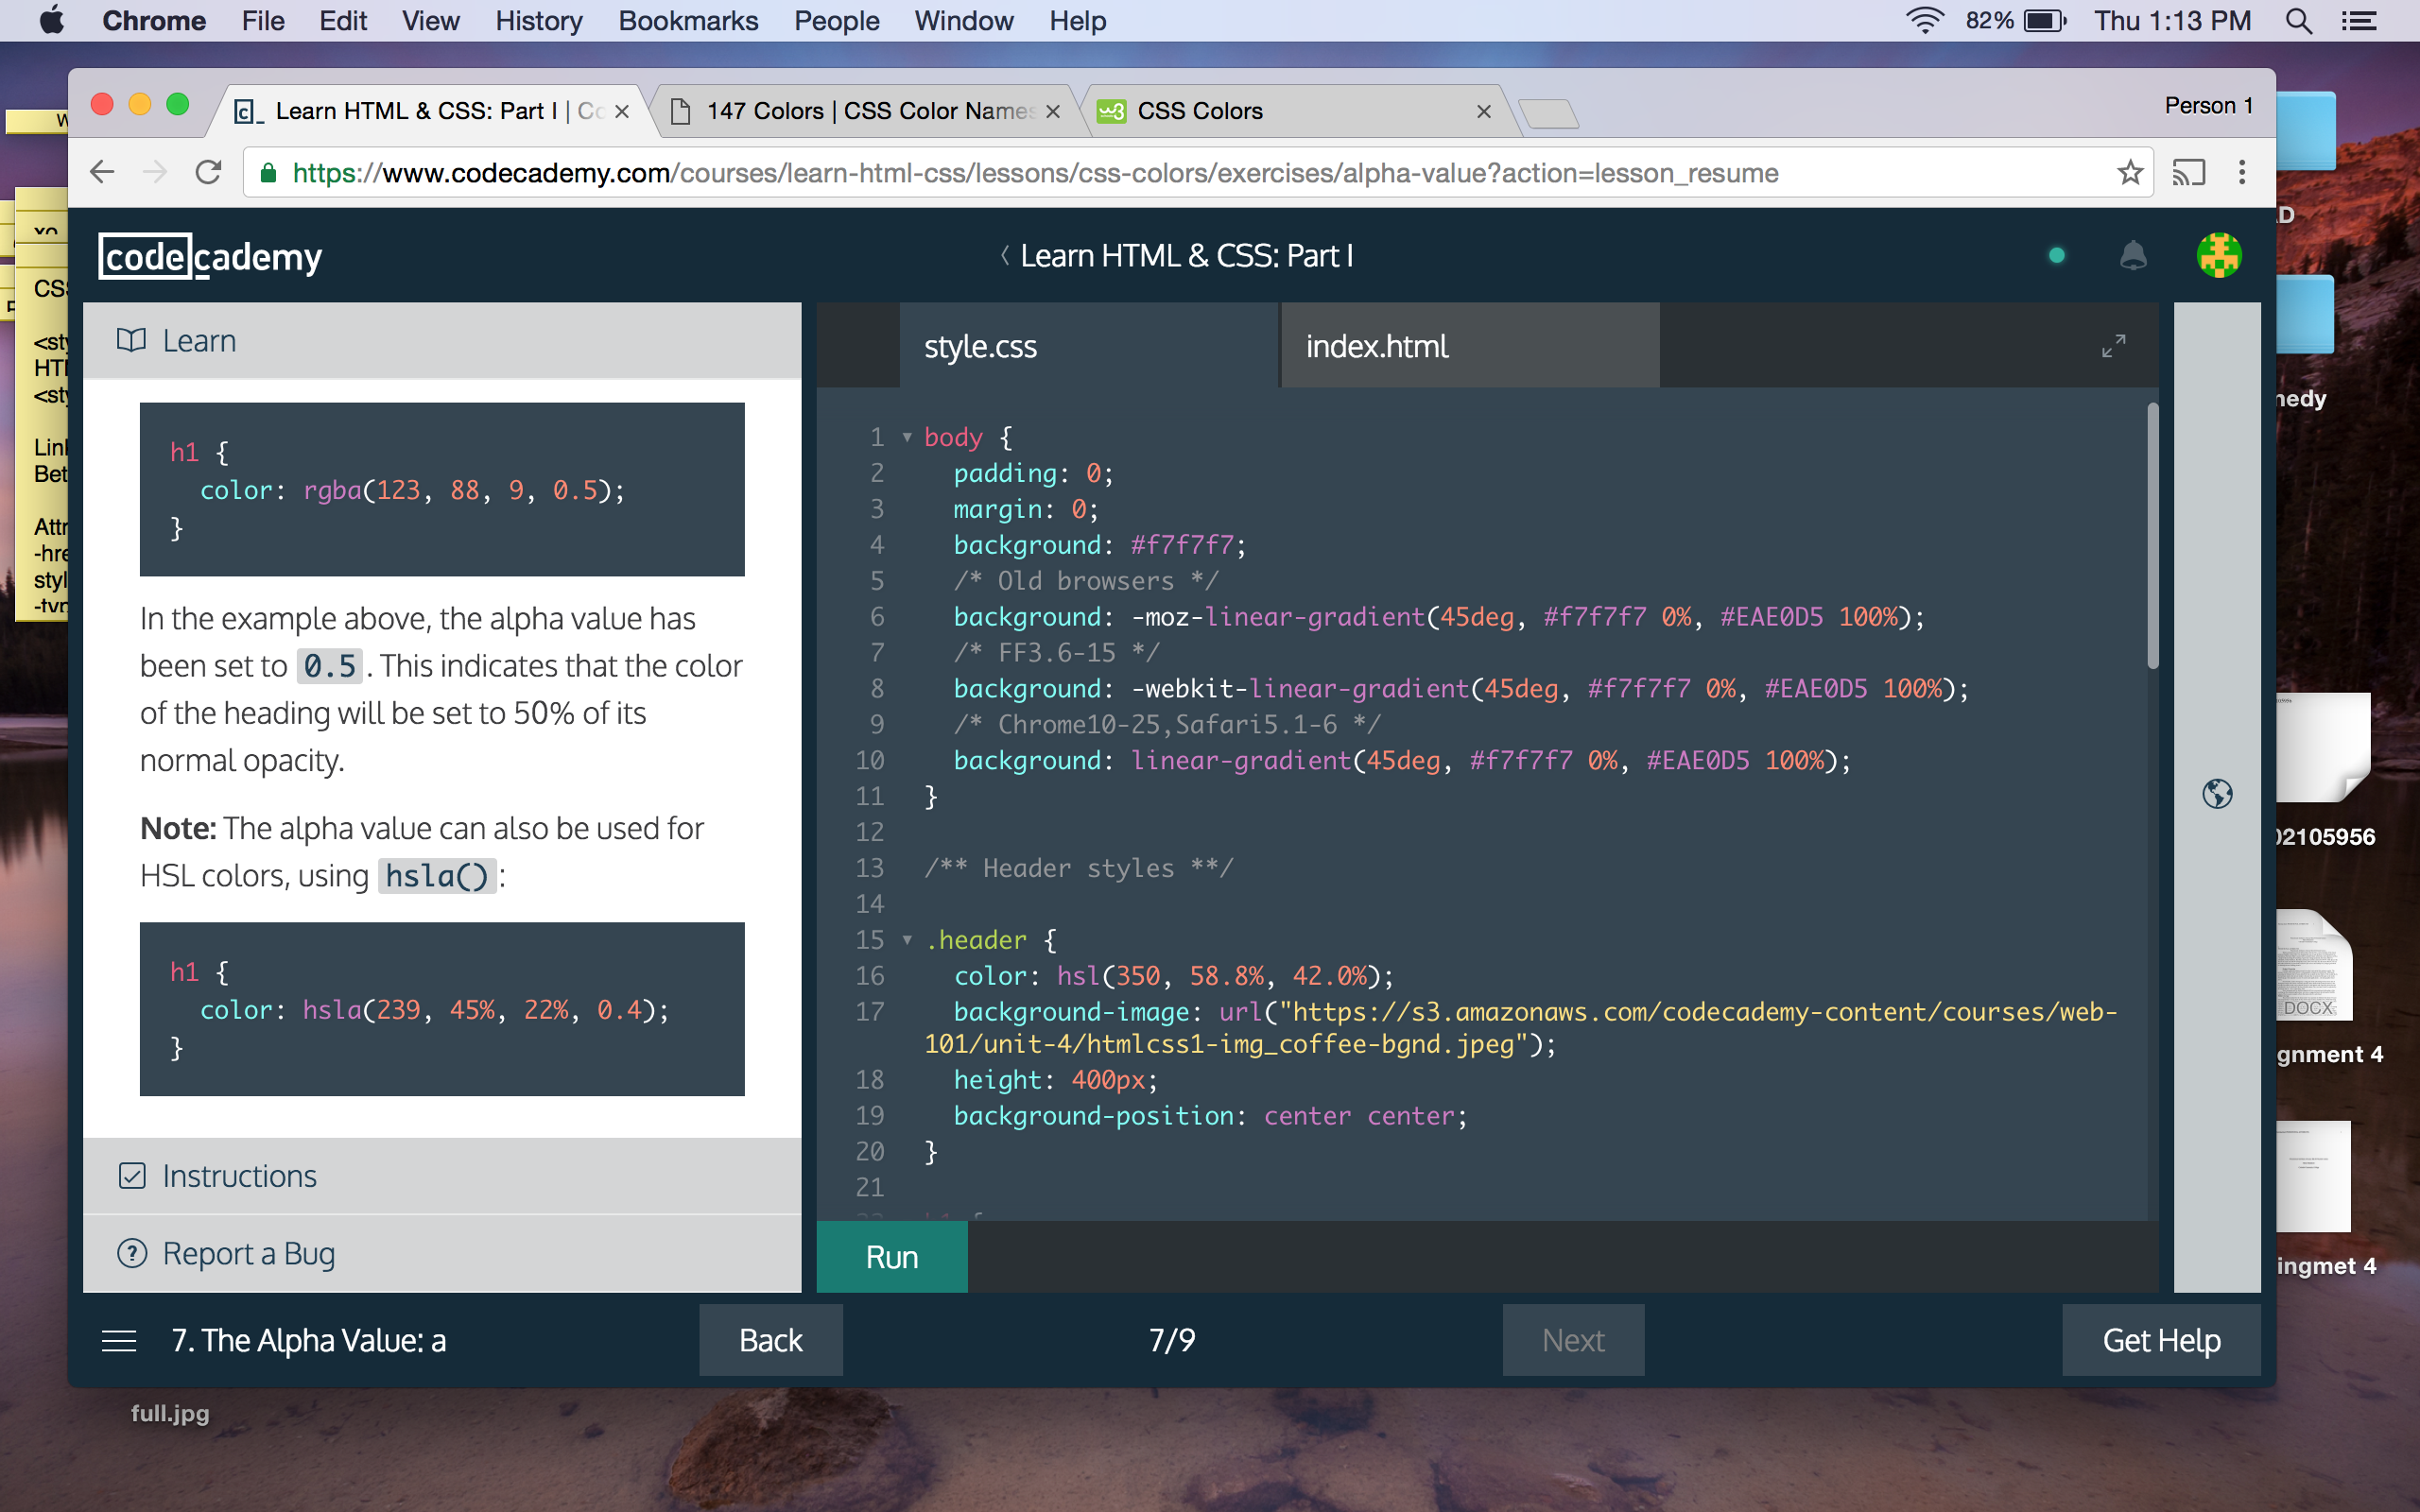 Chrome File Edit View History Bookmarks People Window Help 82% Thu 1:13 PM
Learn HTML & CSS: Part I | Co
147 Colors | CSS Color Names
CSS Colors
Person 1
https://www.codecademy.com/courses/learn-html-css/lessons/css-colors/exercises/alpha-value?action=lesson_resume
codecademy
Learn HTML & CSS: Part I
Learn
h1 {
color: rgba(123, 88, 9, 0.5);
}
In the example above, the alpha value has
been set to 0.5. This indicates that the color
of the heading will be set to 50% of its
normal opacity.
Note: The alpha value can also be used for
HSL colors, using hsla():
h1 {
color: hsla(239, 45%, 22%, 0.4);
}
Instructions
Report a Bug
style.css
index.html
1 body {
2 padding: 0;
3 margin: 0;
4 background: #f7f7f7;
5 /* Old browsers */
6 background: -moz-linear-gradient(45deg, #f7f7f7 0%, #EAE0D5 100%);
7 /* FF3.6-15 */
8 background: -webkit-linear-gradient(45deg, #f7f7f7 0%, #EAE0D5 100%);
9 /* Chrome10-25,Safari5.1-6 */
10 background: linear-gradient(45deg, #f7f7f7 0%, #EAE0D5 100%);
11 }
12
13 /** Header styles **/
14
15 .header {
16 color: hsl(350, 58.8%, 42.0%);
17 background-image: url("https://s3.amazonaws.com/codecademy-content/courses/web-
101/unit-4/htmlcss1-img_coffee-bgnd.jpeg");
18 height: 400px;
19 background-position: center center;
20 }
21
Run
7. The Alpha Value: a
Back
7/9
Next
Get Help
CSS
<sty
HTI
<sty
Link
Bet
Attr
-hre
styl
-typ
D
nedy
02105956
DOCX
gnment 4
ingmet 4
full.jpg